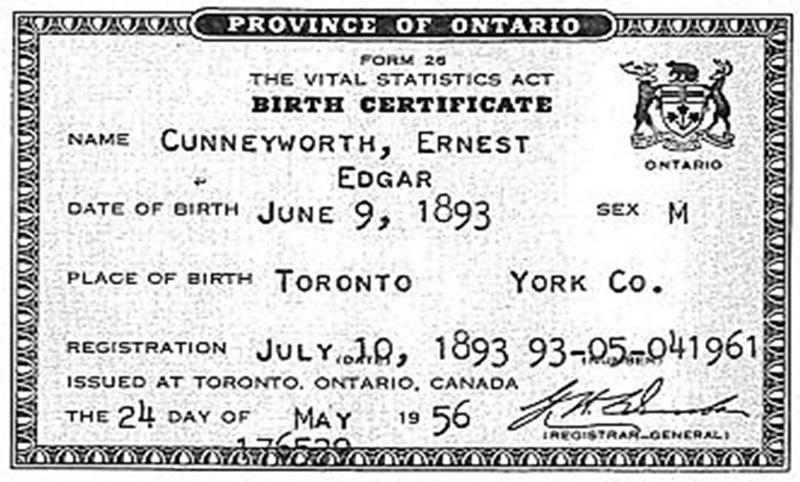 PROVINCE OF ONTARIO
FORM 26
THE VITAL STATISTICS ACT
BIRTH CERTIFICATE
ONTARIO
NAME CUNNEYWORTH, ERNEST
EDGAR
DATE OF BIRTH JUNE 9, 1893 SEX M
PLACE OF BIRTH TORONTO YORK CO.
REGISTRATION JULY 10, 1893 93-05-041961
(DATE) (NUMBER)
ISSUED AT TORONTO, ONTARIO, CANADA
THE 24 DAY OF MAY 19 56
(REGISTRAR-GENERAL)